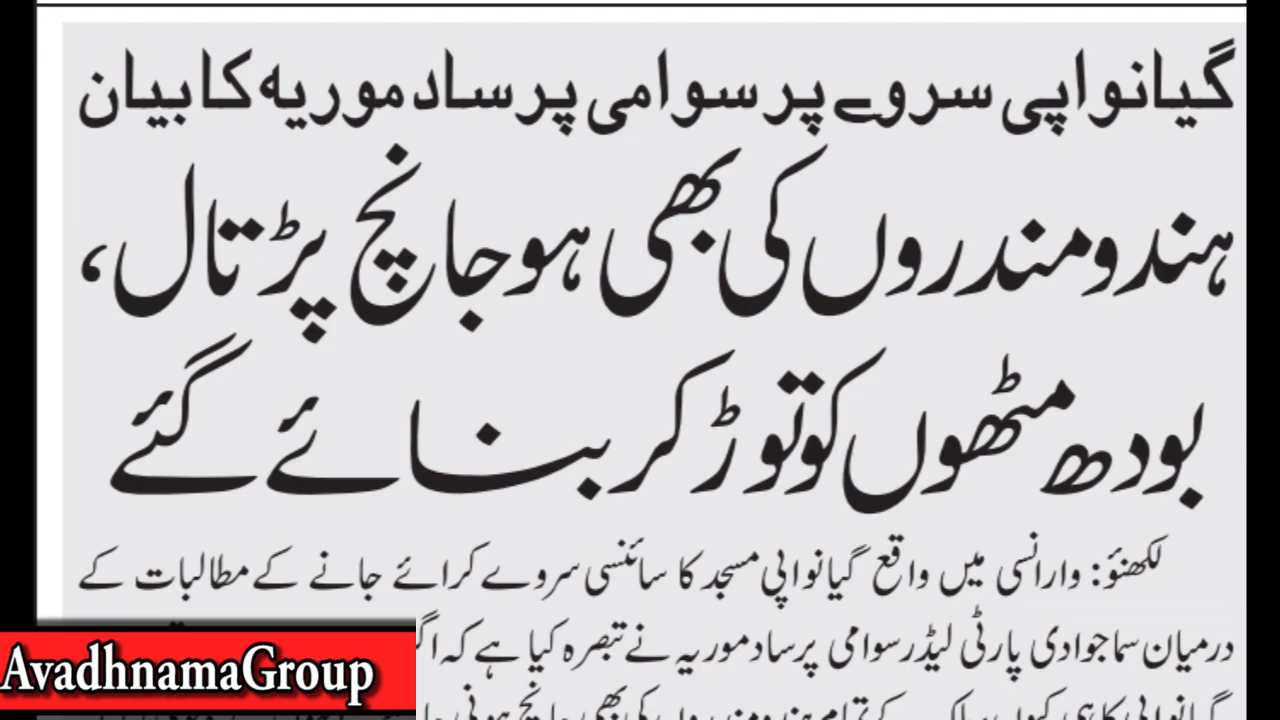 گیانواپی سروے پر سوامی پرساد موریہ کا بیان
ہندو مندروں کی بھی ہو جانچ پڑتال،
بودھ مٹھوں کو توڑ کر بنائے گئے
لکھنؤ: وارانسی میں واقع گیانواپی مسجد کا سائنسی سروے کرائے جانے کے مطالبات کے
درمیان سماجوادی پارٹی لیڈر سوامی پرساد موریہ نے تبصرہ کیا ہے کہ
AvadhnamaGroup